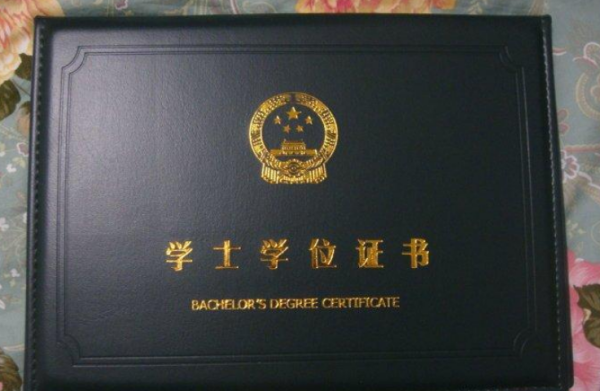 学士学位证书
BACHELOR'S DEGREE CERTIFICATE